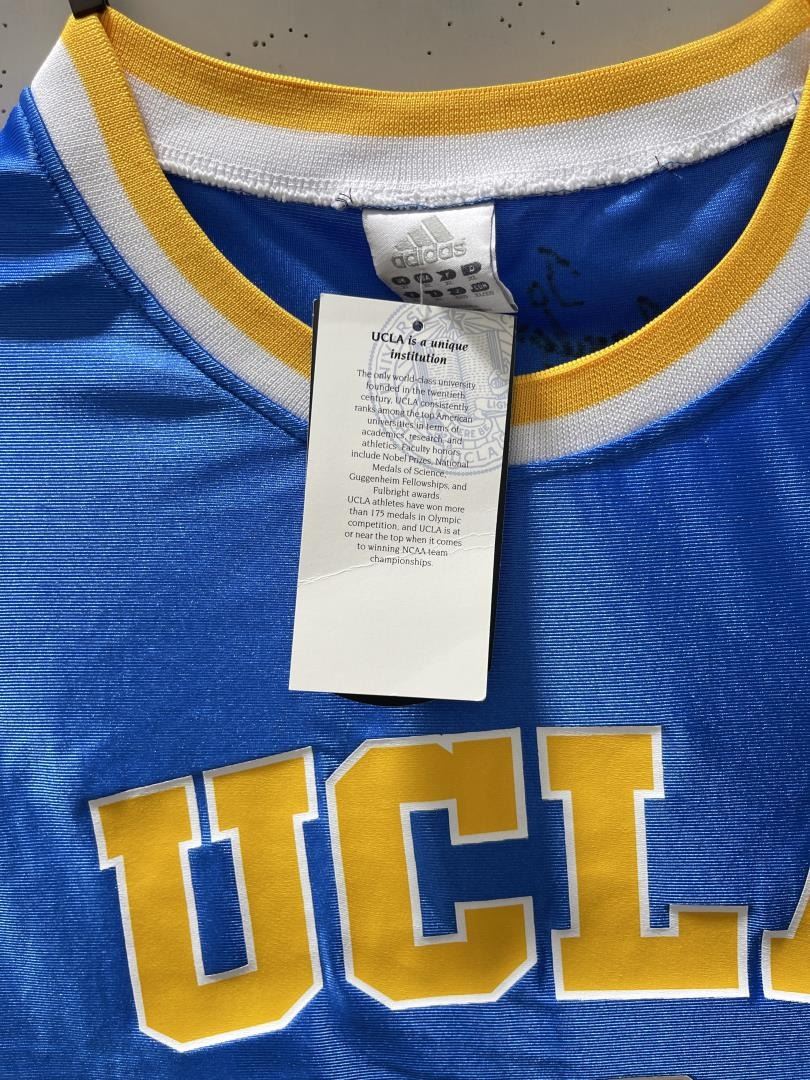 adidas
UCLA is a unique
institution
The only world-class university
founded in the twentieth
century, UCLA consistently
ranks among the top American
universities in terms of
academics, research, and
athletics. Faculty honors
include Nobel Prizes, National
Medals of Science,
Guggenheim Fellowships, and
Fulbright awards.
UCLA athletes have won more
than 175 medals in Olympic
competition, and UCLA is at
or near the top when it comes
to winning NCAA team
championships.
UCLA